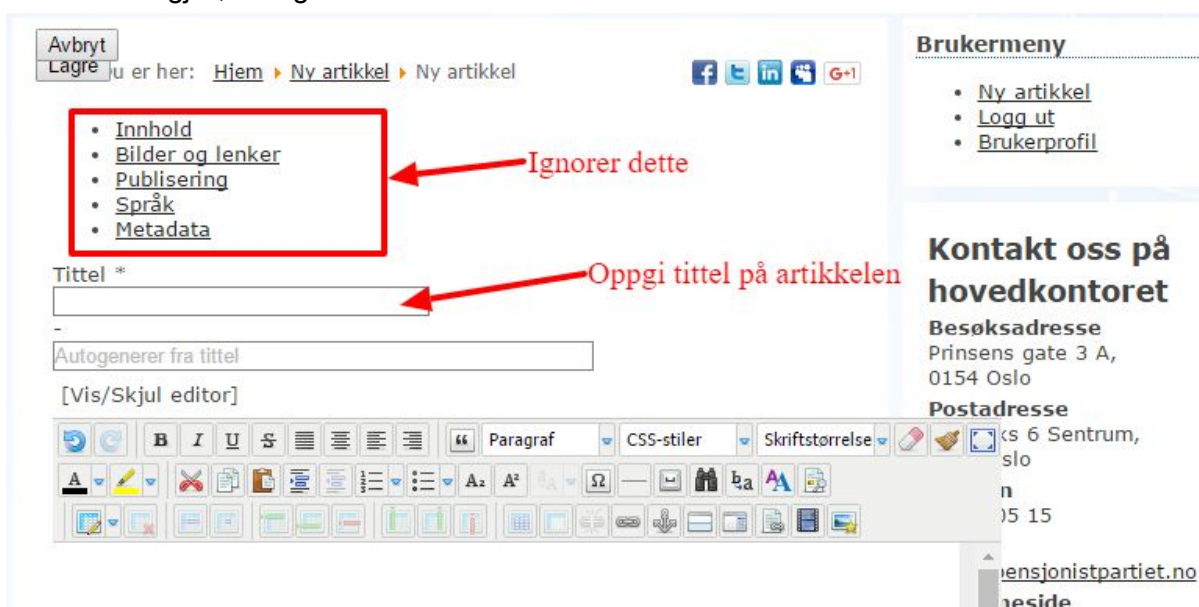 Avbryt
Lagre u er her: Hjem Ny artikkel Ny artikkel
Innhold
Bilder og lenker
Publisering
Språk
Metadata
Ignorer dette
Tittel *
Oppgi tittel på artikkelen
-
Autogenerer fra tittel
[Vis/Skjul editor]
Paragraf CSS-stiler Skriftstørrelse
Brukermeny
Ny artikkel
Logg ut
Brukerprofil
Kontakt oss på
hovedkontoret
Besøksadresse
Prinsens gate 3 A,
0154 Oslo
Postadresse
6 Sentrum,
slo
05 15
pensjonistpartiet.no